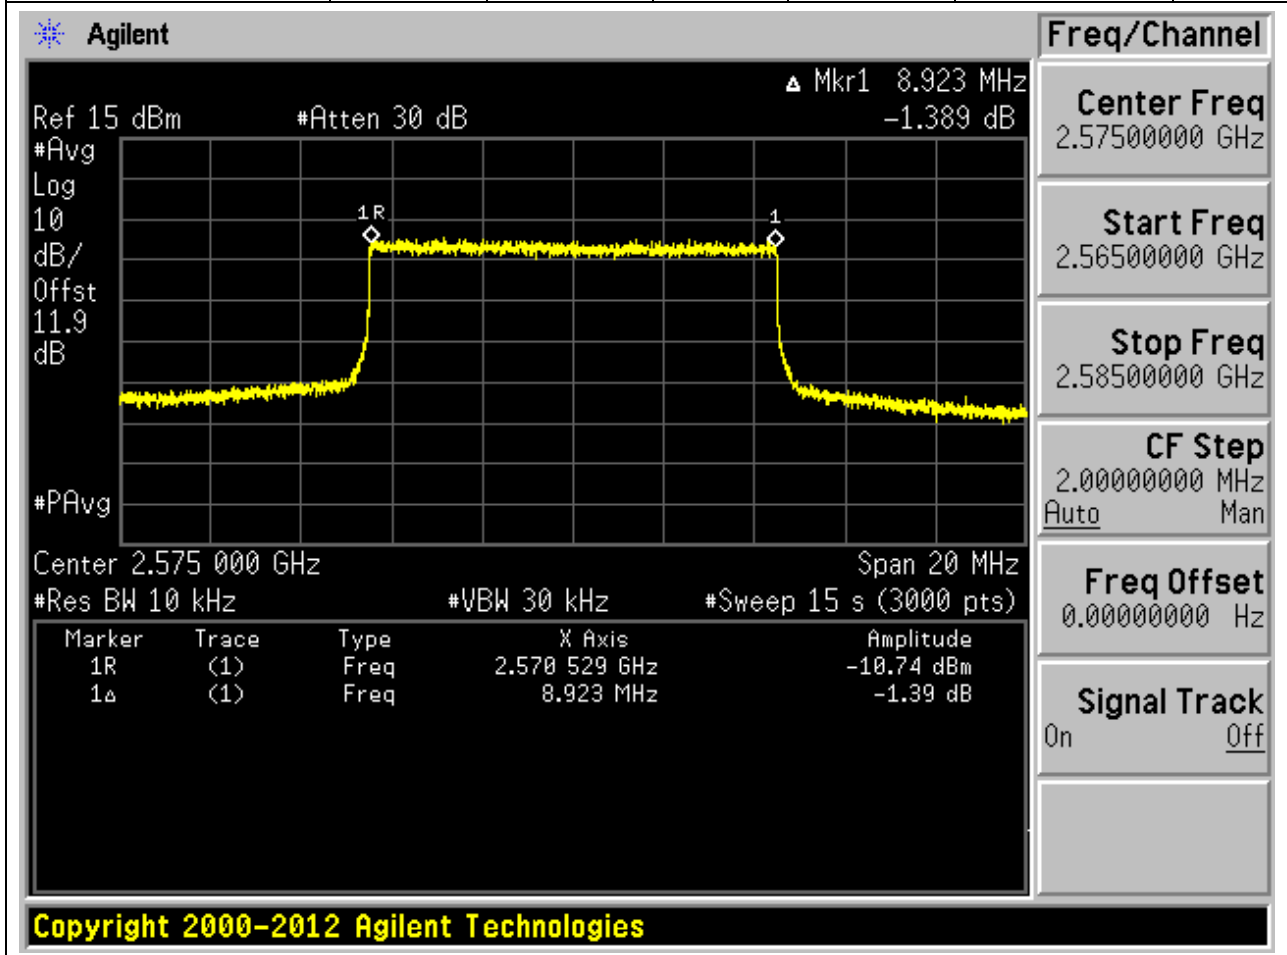 Agilent
Freq/Channel
▵ Mkr1 8.923 MHz
Ref 15 dBm #Atten 30 dB -1.389 dB
#Avg
Log
10
dB/
Offst
11.9
dB
#PAvg
1R
1
Center 2.575 000 GHz Span 20 MHz
#Res BW 10 kHz #VBW 30 kHz #Sweep 15 s (3000 pts)
Marker Trace Type X Axis Amplitude
1R (1) Freq 2.570 529 GHz -10.74 dBm
1▵ (1) Freq 8.923 MHz -1.39 dB
Center Freq
2.57500000 GHz
Start Freq
2.56500000 GHz
Stop Freq
2.58500000 GHz
CF Step
2.00000000 MHz
Auto Man
Freq Offset
0.00000000 Hz
Signal Track
On Off
Copyright 2000-2012 Agilent Technologies